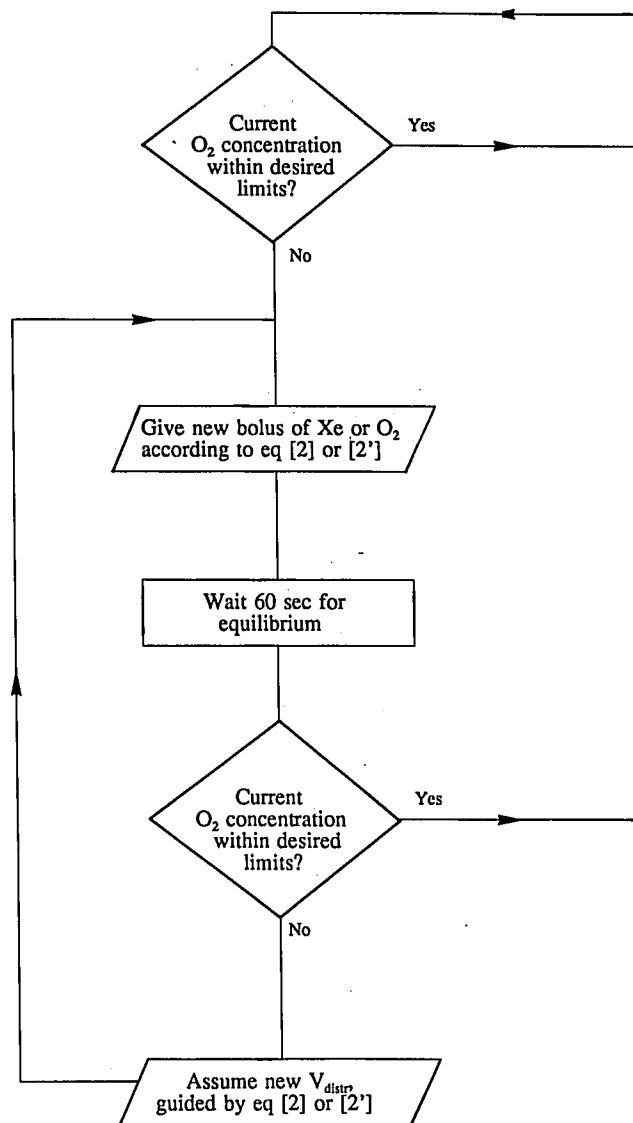 Current
O₂ concentration
within desired
limits?
Yes
No
Give new bolus of Xe or O₂
according to eq [2] or [2']
Wait 60 sec for
equilibrium
Current
O₂ concentration
within desired
limits?
Yes
No
Assume new V_distr,
guided by eq [2] or [2']